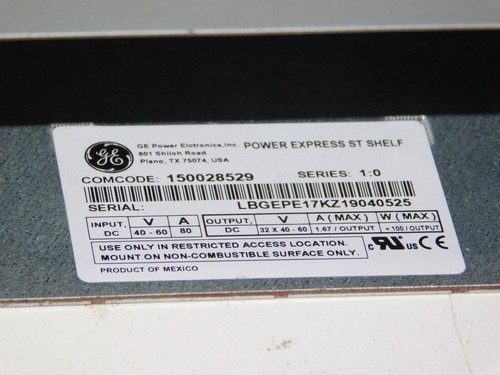 GE
GE Power Elctronics,Inc.
601 Shiloh Road
Plano, TX 75074, USA
POWER EXPRESS ST SHELF
COMCODE: 150028529 SERIES: 1:0
SERIAL: LBGEPE17KZ19040525
INPUT, V A OUTPUT, V A (MAX) W (MAX)
DC 40 - 60 80 DC 32 X 40 - 60 1.67 / OUTPUT < 100 / OUTPUT
USE ONLY IN RESTRICTED ACCESS LOCATION.
MOUNT ON NON-COMBUSTIBLE SURFACE ONLY.
c RU us CE
PRODUCT OF MEXICO